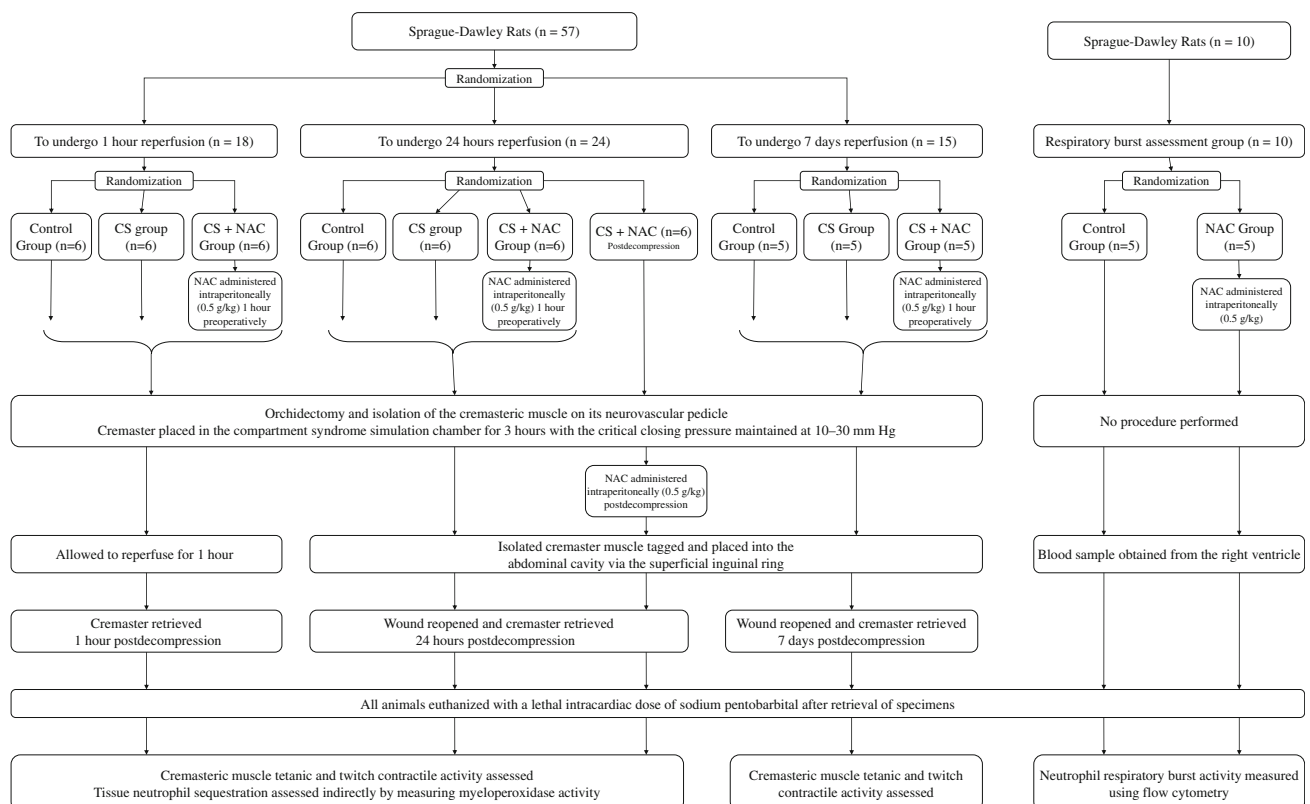 Sprague-Dawley Rats (n = 57)
Sprague-Dawley Rats (n = 10)
Randomization
To undergo 1 hour reperfusion (n = 18)
To undergo 24 hours reperfusion (n = 24)
To undergo 7 days reperfusion (n = 15)
Respiratory burst assessment group (n = 10)
Randomization
Randomization
Randomization
Randomization
Control
Group (n=6)
CS group
(n=6)
CS + NAC
Group (n=6)
Control
Group (n=6)
CS group
(n=6)
CS + NAC
Group (n=6)
CS + NAC (n=6)
Postdecompression
Control
Group (n=5)
CS Group
(n=5)
CS + NAC
Group (n=5)
Control
Group (n=5)
NAC Group
(n=5)
NAC administered
intraperitoneally
(0.5 g/kg) 1 hour
preoperatively
NAC administered
intraperitoneally
(0.5 g/kg) 1 hour
preoperatively
NAC administered
intraperitoneally
(0.5 g/kg) 1 hour
preoperatively
NAC administered
intraperitoneally
(0.5 g/kg)
Orchidectomy and isolation of the cremasteric muscle on its neurovascular pedicle
Cremaster placed in the compartment syndrome simulation chamber for 3 hours with the critical closing pressure maintained at 10–30 mm Hg
No procedure performed
NAC administered
intraperitoneally (0.5 g/kg)
postdecompression
Allowed to reperfuse for 1 hour
Isolated cremaster muscle tagged and placed into the
abdominal cavity via the superficial inguinal ring
Blood sample obtained from the right ventricle
Cremaster retrieved
1 hour postdecompression
Wound reopened and cremaster retrieved
24 hours postdecompression
Wound reopened and cremaster retrieved
7 days postdecompression
All animals euthanized with a lethal intracardiac dose of sodium pentobarbital after retrieval of specimens
Cremasteric muscle tetanic and twitch contractile activity assessed
Tissue neutrophil sequestration assessed indirectly by measuring myeloperoxidase activity
Cremasteric muscle tetanic and twitch
contractile activity assessed
Neutrophil respiratory burst activity measured
using flow cytometry